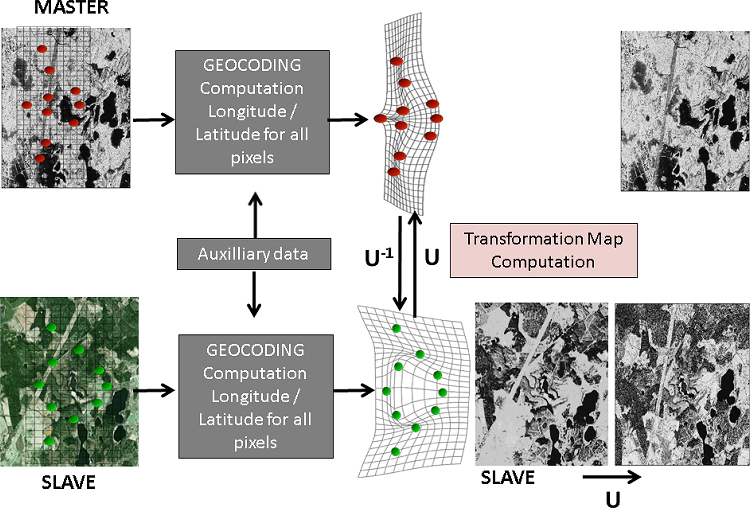 MASTER
GEOCODING
Computation
Longitude /
Latitude for all
pixels
Auxilliary data
U-1
U
Transformation Map
Computation
GEOCODING
Computation
Longitude /
Latitude for all
pixels
SLAVE
SLAVE
U